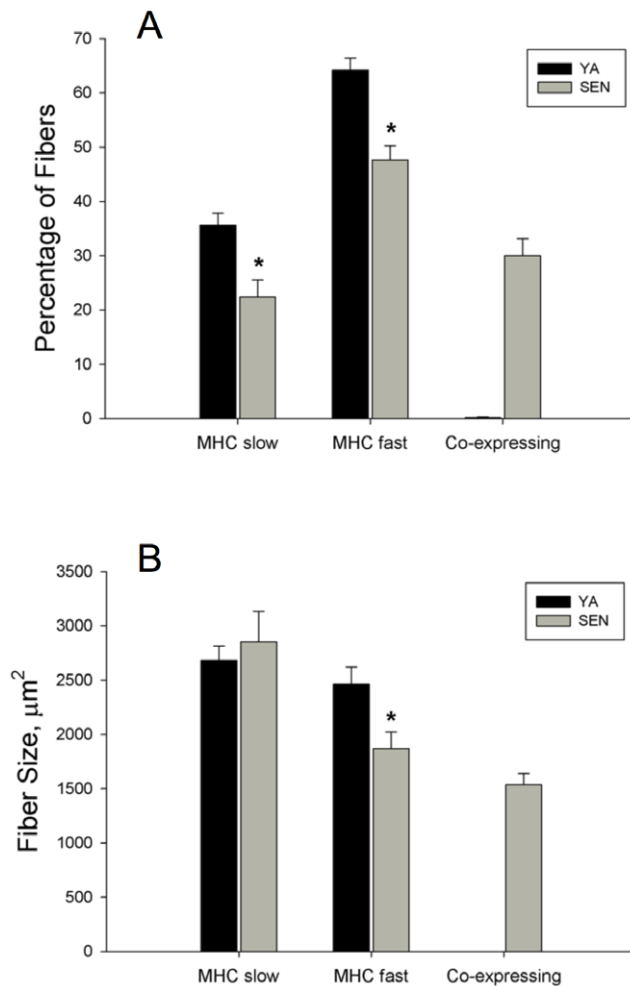 A
Percentage of Fibers
70
60
50
40
30
20
10
0
YA
SEN
*
*
MHC slow
MHC fast
Co-expressing
B
Fiber Size, μm²
3500
3000
2500
2000
1500
1000
500
0
YA
SEN
*
MHC slow
MHC fast
Co-expressing